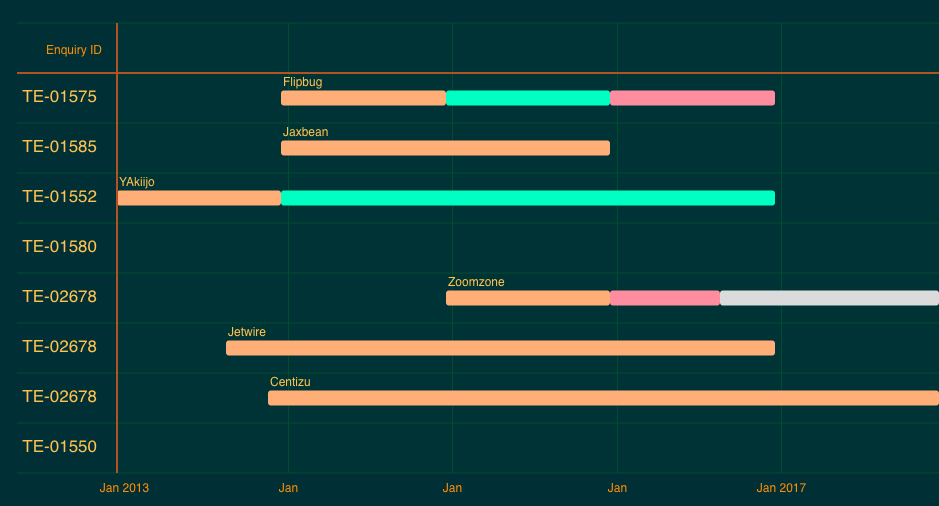 Enquiry ID
Flipbug
TE-01575
Jaxbean
TE-01585
YAkiijo
TE-01552
TE-01580
Zoomzone
TE-02678
Jetwire
TE-02678
Centizu
TE-02678
TE-01550
Jan 2013 Jan Jan Jan Jan 2017